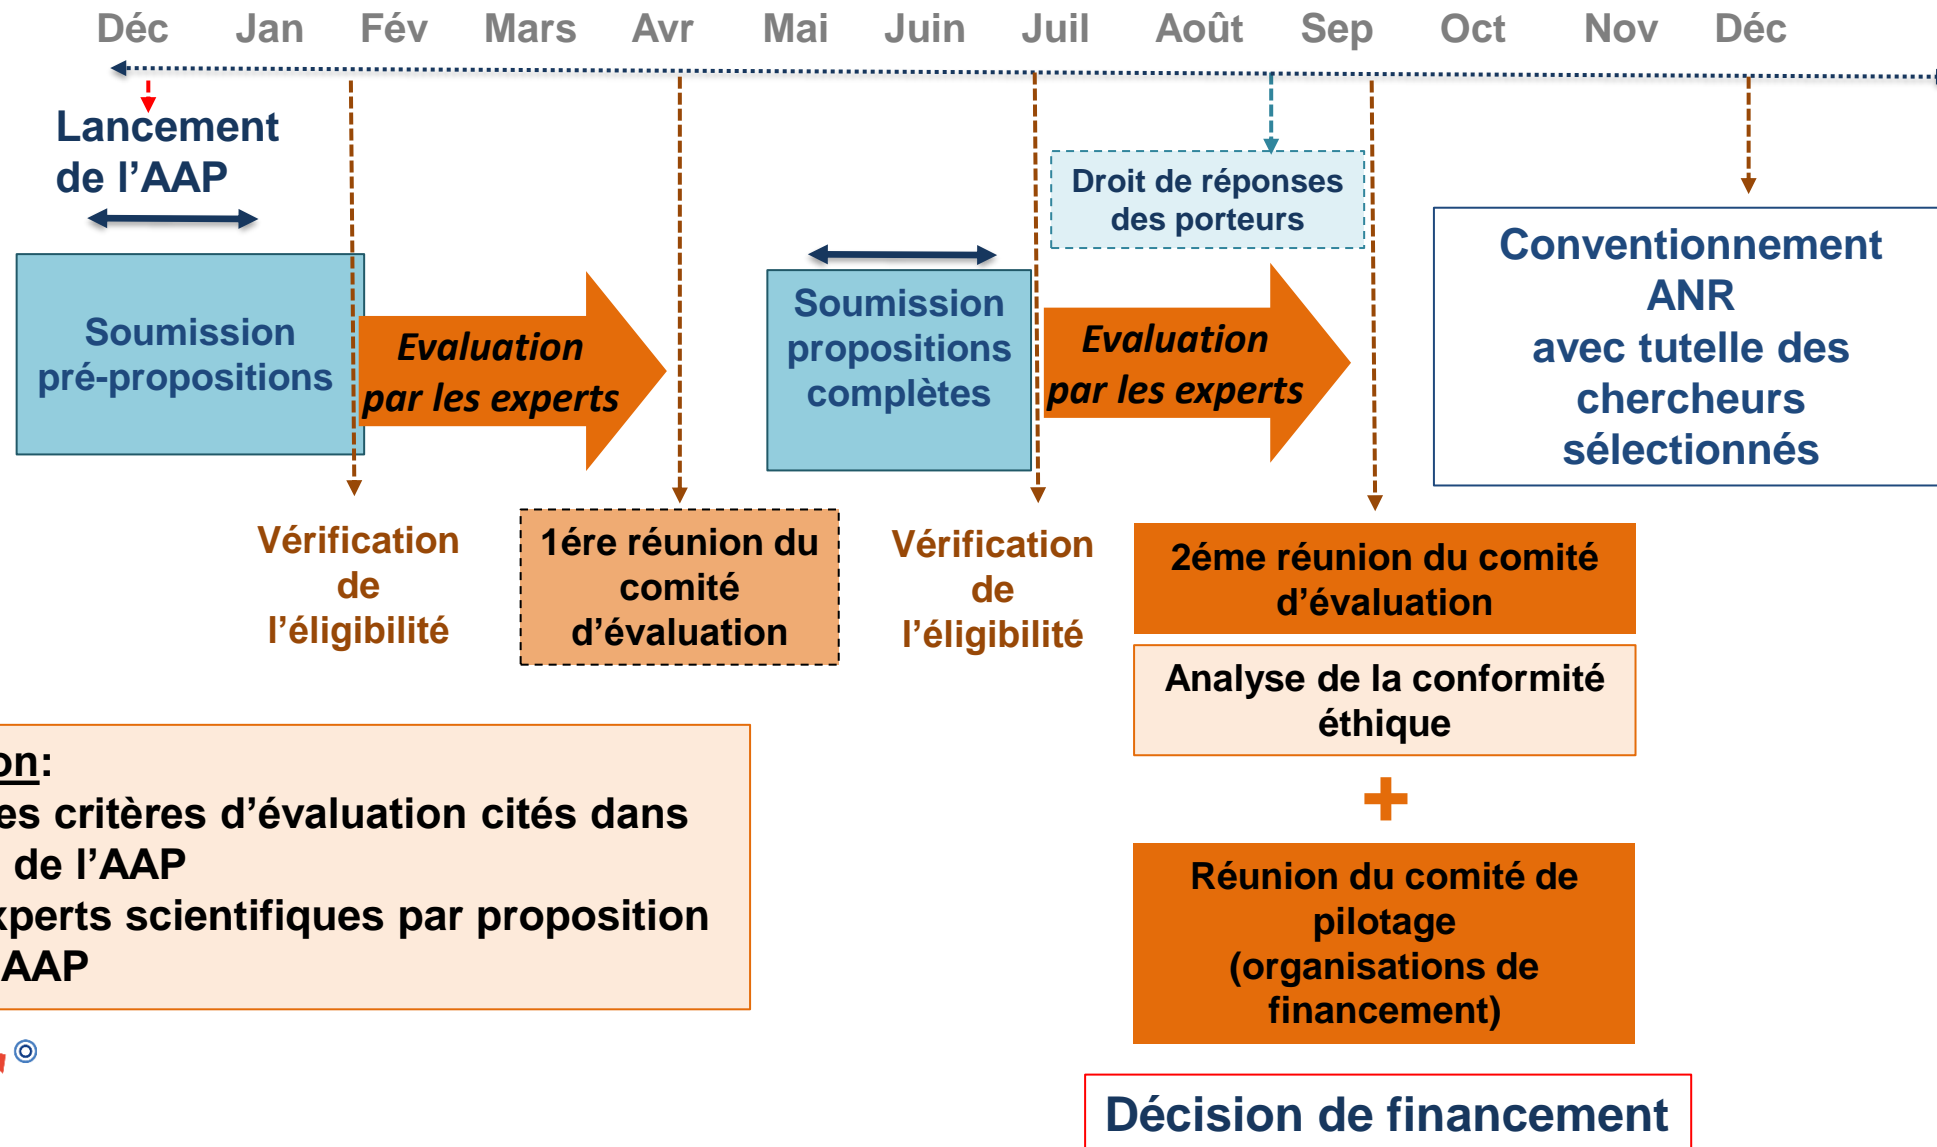 Déc Jan Fév Mars Avr Mai Juin Juil Août Sep Oct Nov Déc
Lancement
de l’AAP
Soumission
pré-propositions
Evaluation
par les experts
Vérification
de
l’éligibilité
1ére réunion du
comité
d’évaluation
Soumission
propositions
complètes
Vérification
de
l’éligibilité
Evaluation
par les experts
Droit de réponses
des porteurs
2éme réunion du comité
d’évaluation
Analyse de la conformité
éthique
+
Réunion du comité de
pilotage
(organisations de
financement)
Décision de financement
Conventionnement
ANR
avec tutelle des
chercheurs
sélectionnés
critères d’évaluation cités dans
de l’AAP
scientifiques par proposition
AAP